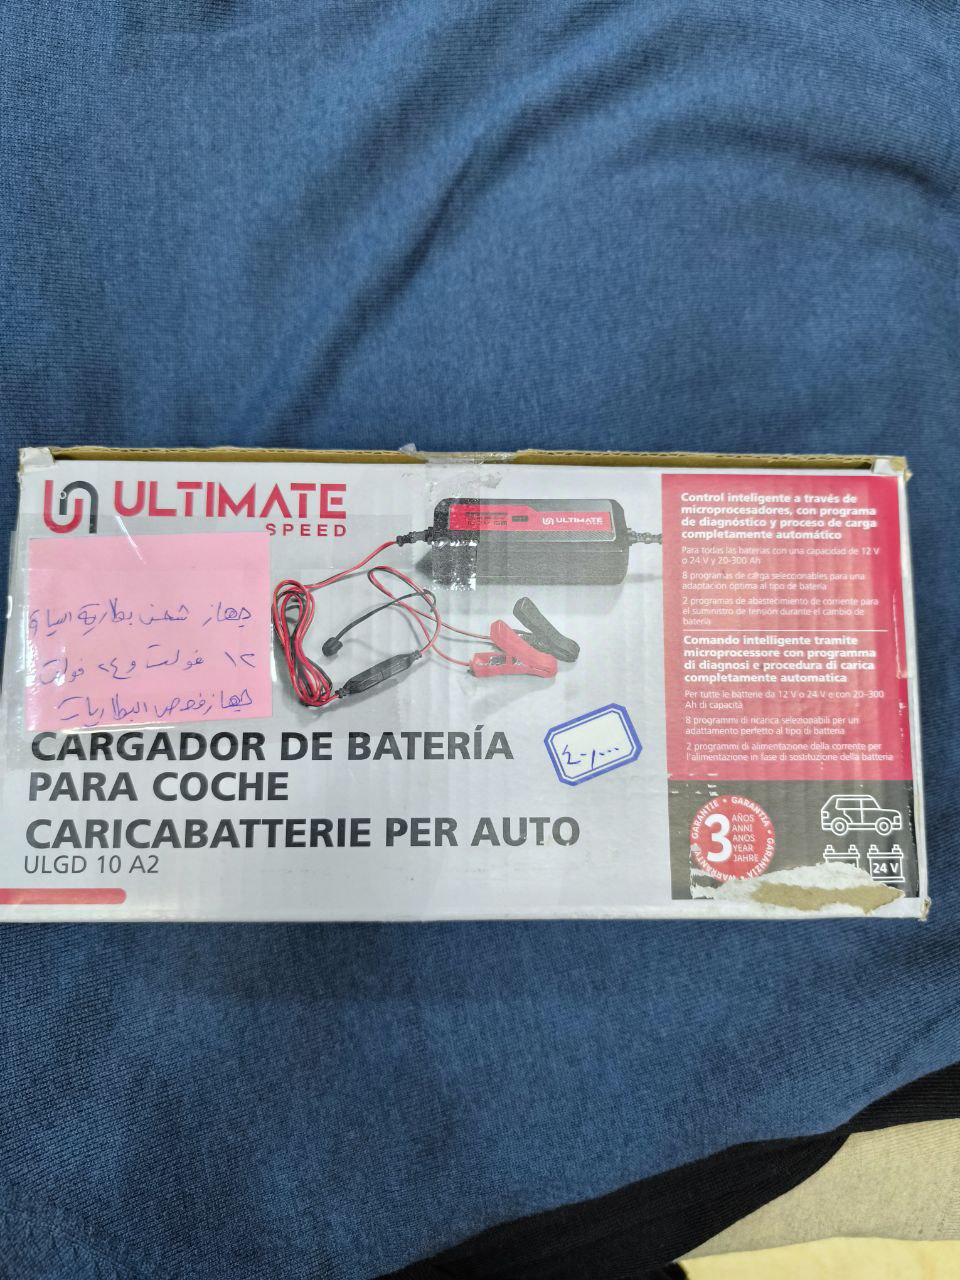 ULTIMATE
SPEED
جهاز شحن بطارية السيارة
١٢ فولت و ٢٤ فولت
جهاز فحص البطاريات
ULTIMATE
CARGADOR DE BATERÍA
PARA COCHE
CARICABATTERIE PER AUTO
ULGD 10 A2
Control inteligente a través de
microprocesadores, con programa
de diagnóstico y proceso de carga
completamente automático
Para todas las baterías con una capacidad de 12 V
o 24 V y 20-300 Ah
8 programas de carga seleccionables para una
adaptación óptima al tipo de batería
2 programas de abastecimiento de corriente para
el suministro de tensión durante el cambio de
batería
Comando intelligente tramite
microprocessore con programma
di diagnosi e procedura di carica
completamente automatica
Per tutte le batterie da 12 V o 24 V e con 20-300
Ah di capacità
8 programmi di ricarica selezionabili per un
adattamento perfetto al tipo di batteria
2 programmi di alimentazione della corrente per
l'alimentazione in fase di sostituzione della batteria
GARANTIE • GARANTIA • GARANZIA • WARRANTY
3
AÑOS
ANNI
ANOS
YEAR
JAHRE
24 V